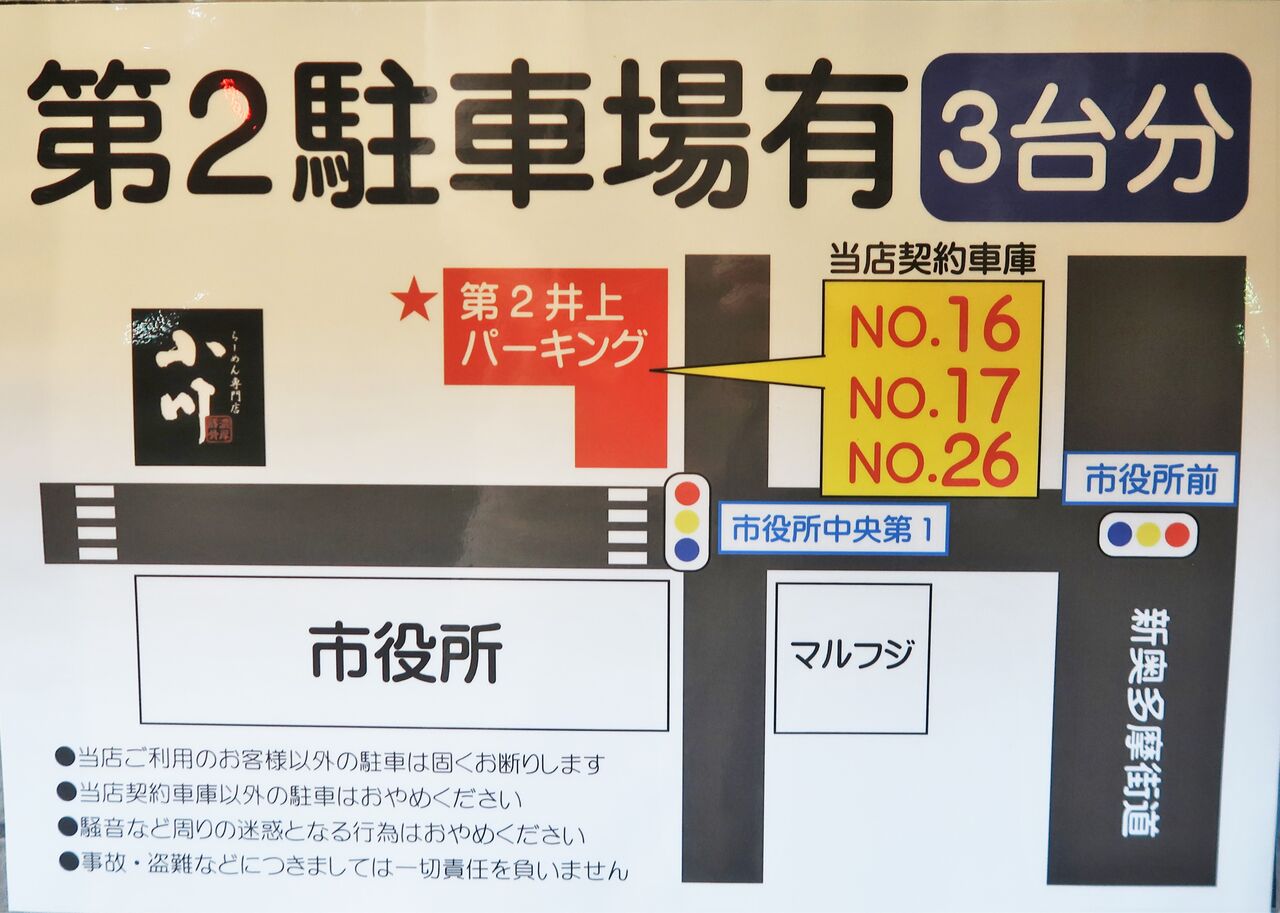 第2駐車場有 3台分
当店契約車庫
NO.16
NO.17
NO.26
★ 第2井上
パーキング
らーめん専門店
小川
濃厚
豚骨
市役所前
市役所中央第1
市役所
マルフジ
新奥多摩街道
●当店ご利用のお客様以外の駐車は固くお断りします
●当店契約車庫以外の駐車はおやめください
●騒音など周りの迷惑となる行為はおやめください
●事故・盗難などにつきましては一切責任を負いません